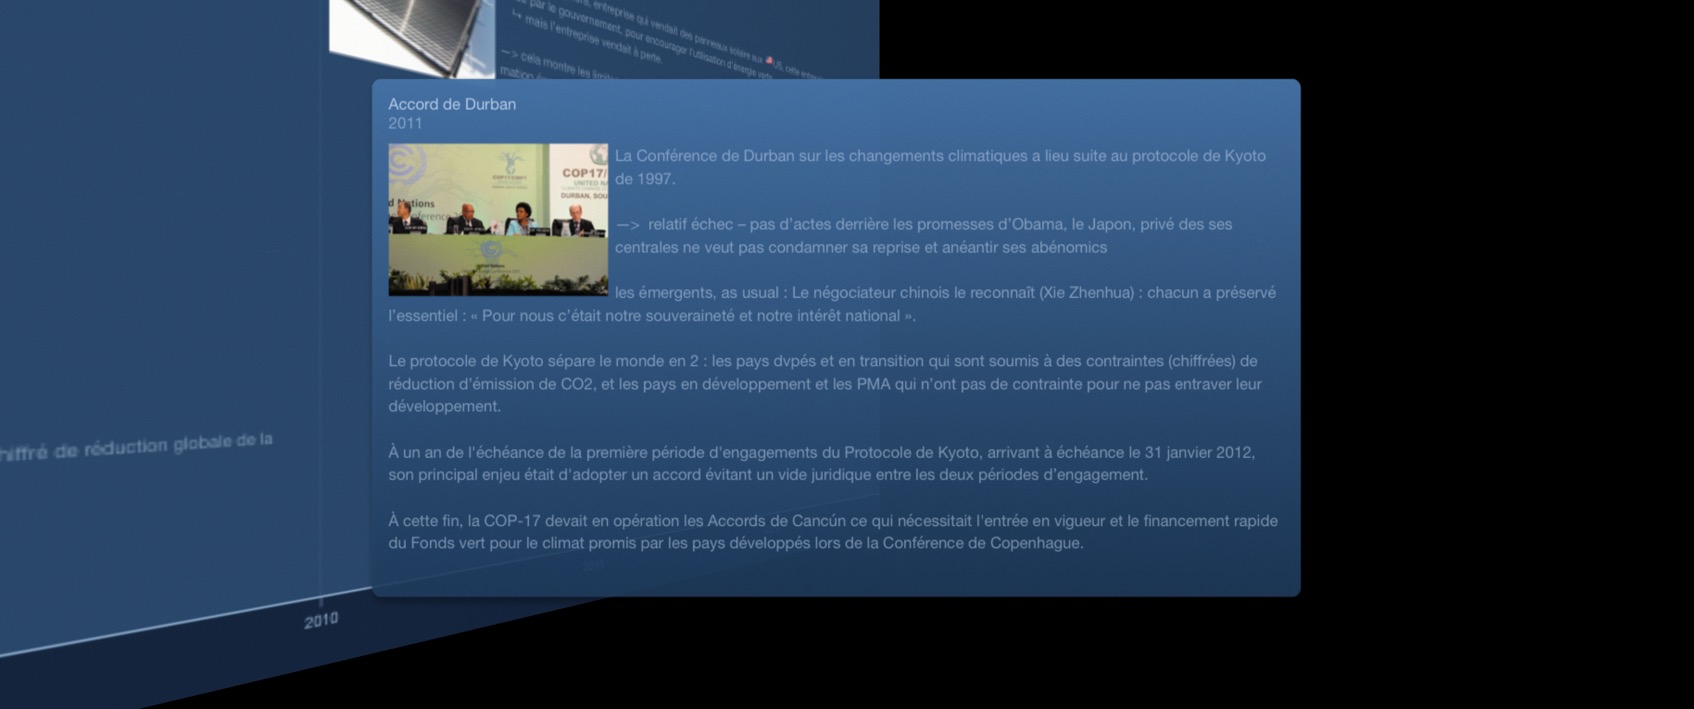 entreprise qui vendait des panneaux solaire aux US, cette
par le gouvernement, pour encourager l'utilisation d'énergie verte
↳ mais l'entreprise vendait à perte.
—> cela montre les
Accord de Durban
2011
COP17/
UNITED NA
DURBAN, SOU
La Conférence de Durban sur les changements climatiques a lieu suite au protocole de Kyoto
de 1997.
—> relatif échec – pas d'actes derrière les promesses d'Obama, le Japon, privé des ses
centrales ne veut pas condamner sa reprise et anéantir ses abénomics
les émergents, as usual : Le négociateur chinois le reconnaît (Xie Zhenhua) : chacun a préservé
l'essentiel : « Pour nous c'était notre souveraineté et notre intérêt national ».
Le protocole de Kyoto sépare le monde en 2 : les pays dvpés et en transition qui sont soumis à des contraintes (chiffrées) de
réduction d'émission de CO2, et les pays en développement et les PMA qui n'ont pas de contrainte pour ne pas entraver leur
développement.
À un an de l'échéance de la première période d'engagements du Protocole de Kyoto, arrivant à échéance le 31 janvier 2012,
son principal enjeu était d'adopter un accord évitant un vide juridique entre les deux périodes d'engagement.
À cette fin, la COP-17 devait en opération les Accords de Cancún ce qui nécessitait l'entrée en vigueur et le financement rapide
du Fonds vert pour le climat promis par les pays développés lors de la Conférence de Copenhague.
hiffré de réduction globale de la
2010